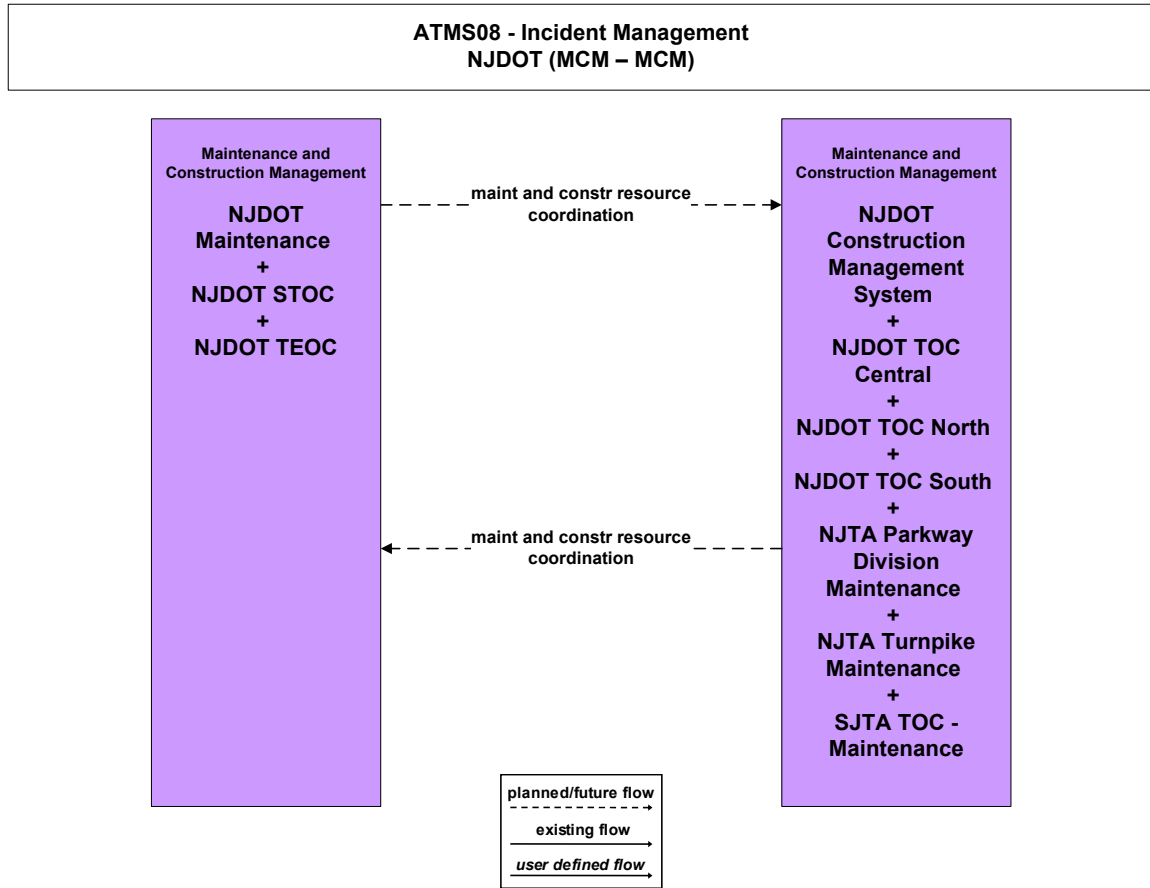 ATMS08 - Incident Management
NJDOT (MCM – MCM)
Maintenance and
Construction Management
NJDOT
Maintenance
+
NJDOT STOC
+
NJDOT TEOC
maint and constr resource
coordination
maint and constr resource
coordination
Maintenance and
Construction Management
NJDOT
Construction
Management
System
+
NJDOT TOC
Central
+
NJDOT TOC North
+
NJDOT TOC South
+
NJTA Parkway
Division
Maintenance
+
NJTA Turnpike
Maintenance
+
SJTA TOC -
Maintenance
planned/future flow
existing flow
user defined flow